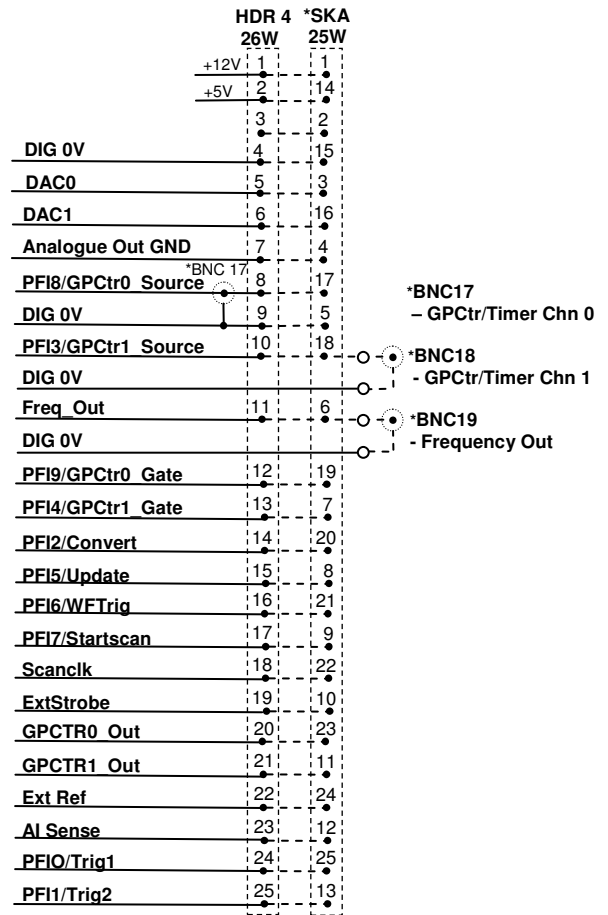 HDR 4 *SKA
26W 25W
+12V 1 1
+5V 2 14
3 2
DIG 0V 4 15
DAC0 5 3
DAC1 6 16
Analogue Out GND 7 4
*BNC 17
PFI8/GPCtr0_Source 8 17
*BNC17
DIG 0V 9 5
– GPCtr/Timer Chn 0
PFI3/GPCtr1_Source 10 18
*BNC18
DIG 0V
- GPCtr/Timer Chn 1
Freq_Out 11 6
*BNC19
DIG 0V
- Frequency Out
PFI9/GPCtr0_Gate 12 19
PFI4/GPCtr1_Gate 13 7
PFI2/Convert 14 20
PFI5/Update 15 8
PFI6/WFTrig 16 21
PFI7/Startscan 17 9
Scanclk 18 22
ExtStrobe 19 10
GPCTR0_Out 20 23
GPCTR1_Out 21 11
Ext Ref 22 24
AI Sense 23 12
PFIO/Trig1 24 25
PFI1/Trig2 25 13